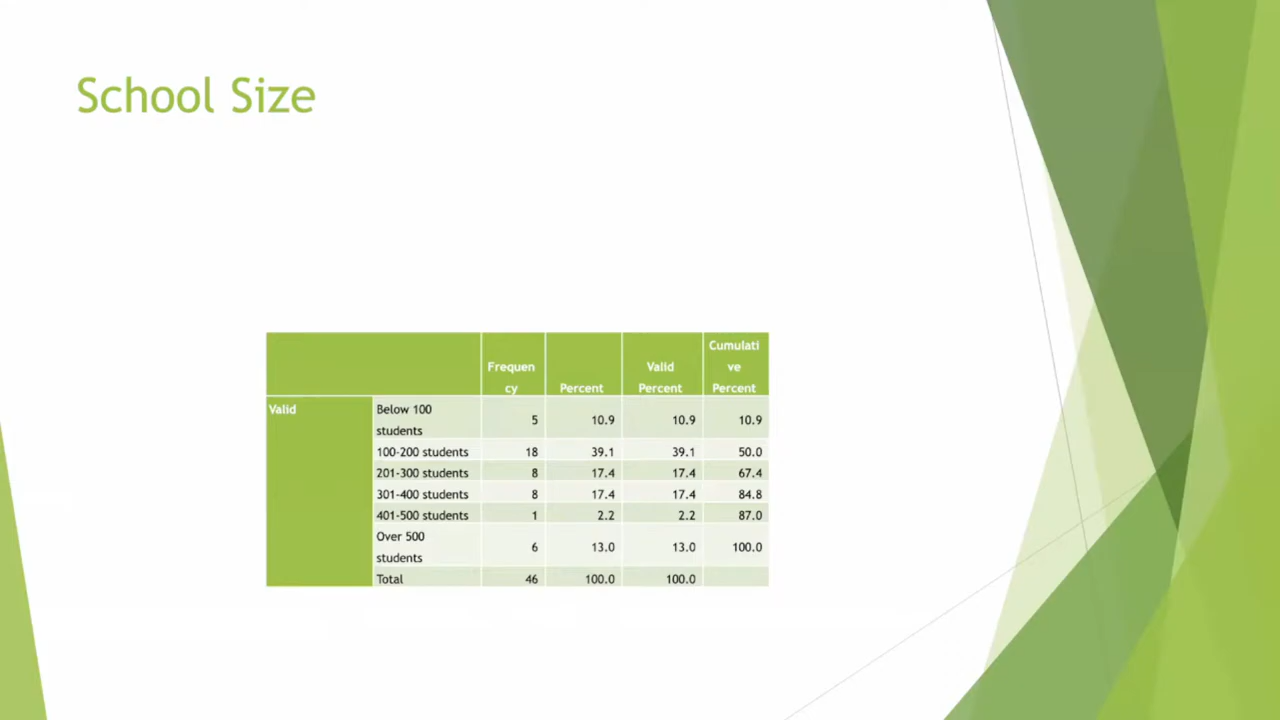 School Size
Frequen
cy
Percent
Valid
Percent
Cumulati
ve
Percent
Valid
Below 100
students
5 10.9 10.9 10.9
100-200 students 18 39.1 39.1 50.0
201-300 students 8 17.4 17.4 67.4
301-400 students 8 17.4 17.4 84.8
401-500 students 1 2.2 2.2 87.0
Over 500
students
6 13.0 13.0 100.0
Total 46 100.0 100.0